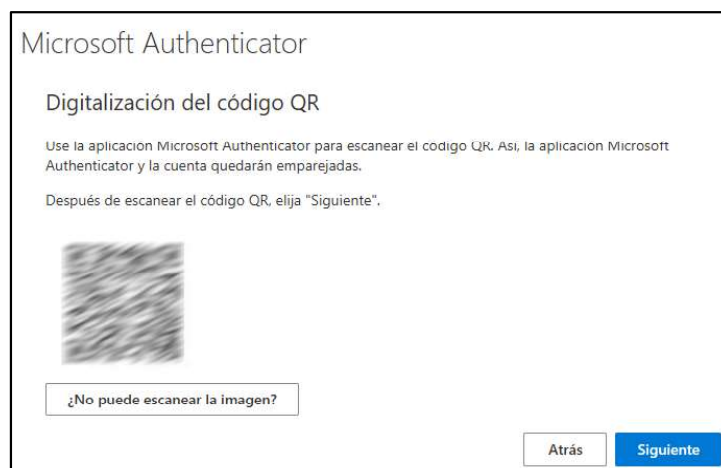 Microsoft Authenticator
Digitalización del código QR
Use la aplicación Microsoft Authenticator para escanear el código QR. Así, la aplicación Microsoft
Authenticator y la cuenta quedarán emparejadas.
Después de escanear el código QR, elija "Siguiente".
¿No puede escanear la imagen?
Atrás
Siguiente